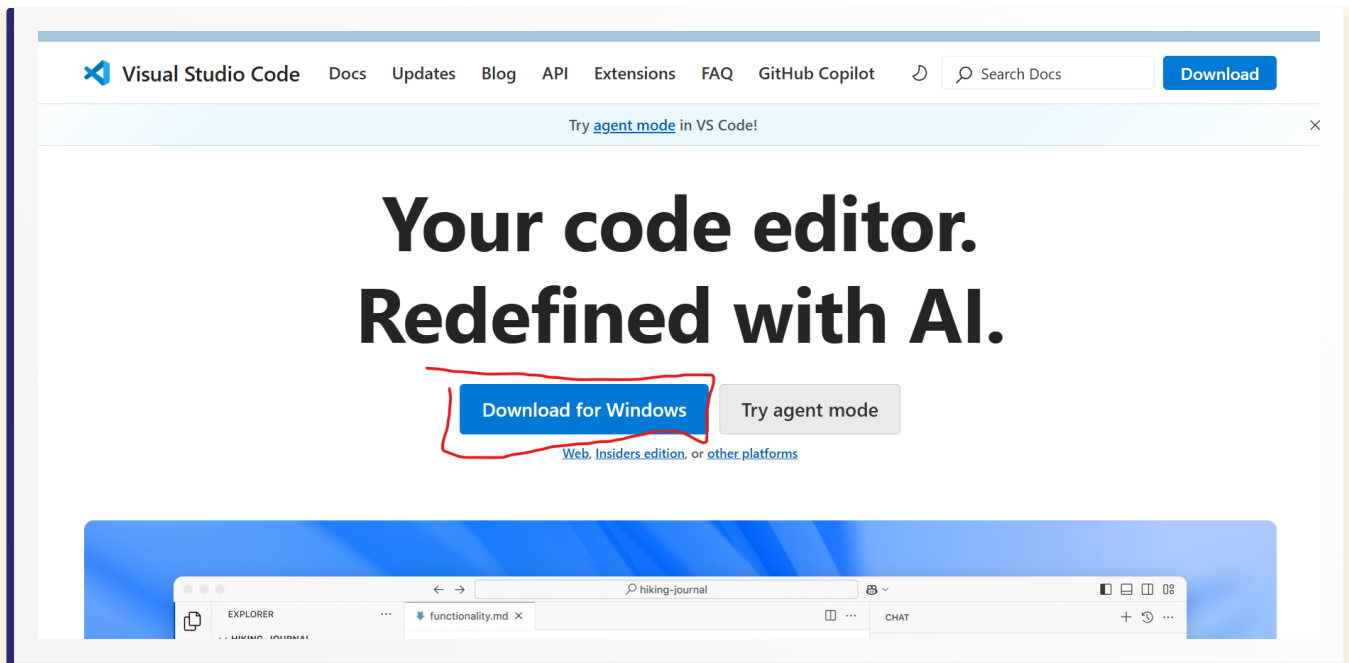 Visual Studio Code Docs Updates Blog API Extensions FAQ GitHub Copilot Search Docs Download
Try agent mode in VS Code!
Your code editor.
Redefined with AI.
Download for Windows Try agent mode
Web, Insiders edition, or other platforms
hiking-journal
EXPLORER ··· functionality.md CHAT
HIKING-JOURNAL